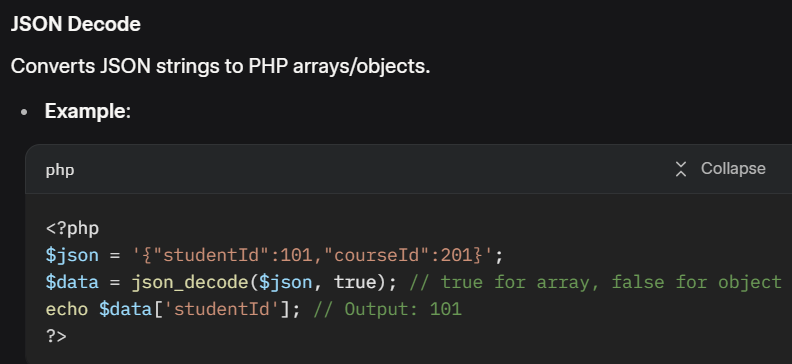 JSON Decode
Converts JSON strings to PHP arrays/objects.
• Example:
php Collapse
<?php
$json = '{"studentId":101,"courseId":201}';
$data = json_decode($json, true); // true for array, false for object
echo $data['studentId']; // Output: 101
?>